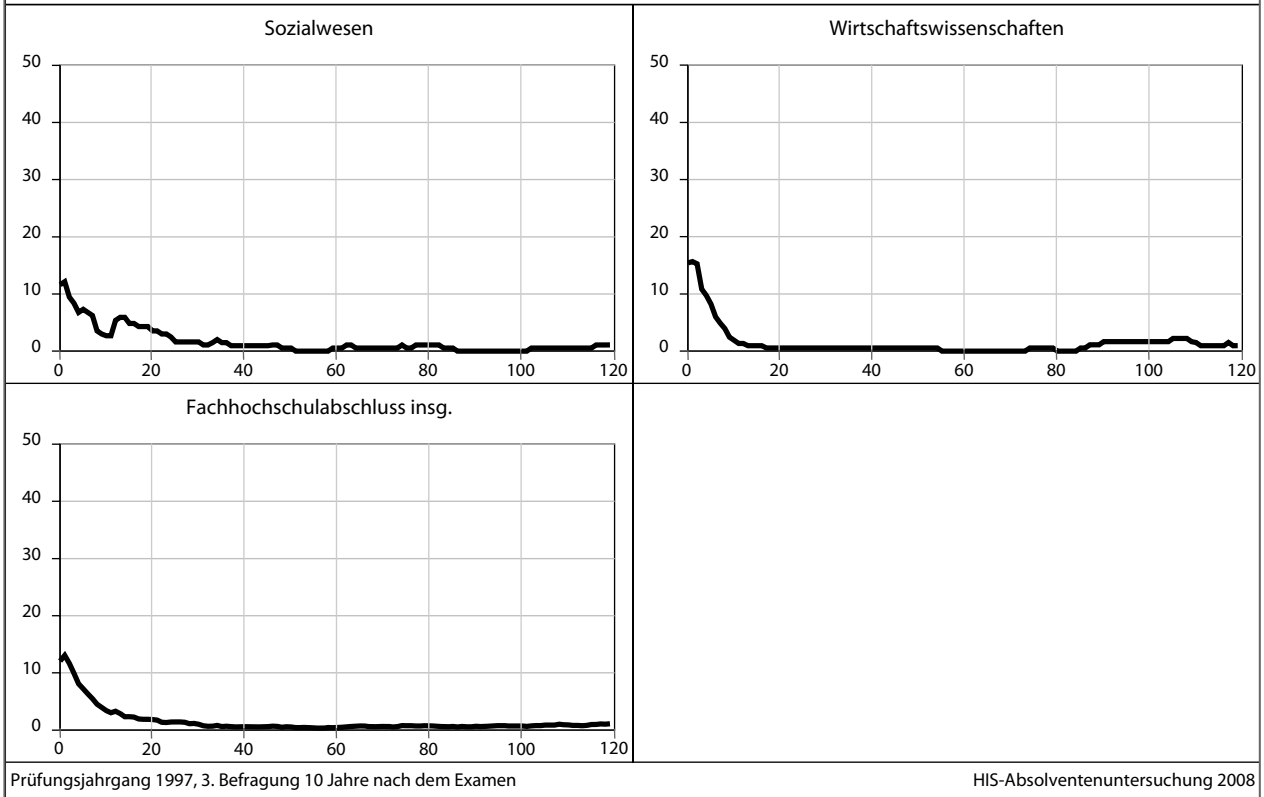 Sozialwesen
50
40
30
20
10
0
0 20 40 60 80 100 120
Wirtschaftswissenschaften
50
40
30
20
10
0
0 20 40 60 80 100 120
Fachhochschulabschluss insg.
50
40
30
20
10
0
0 20 40 60 80 100 120
Prüfungsjahrgang 1997, 3. Befragung 10 Jahre nach dem Examen
HIS-Absolventenuntersuchung 2008